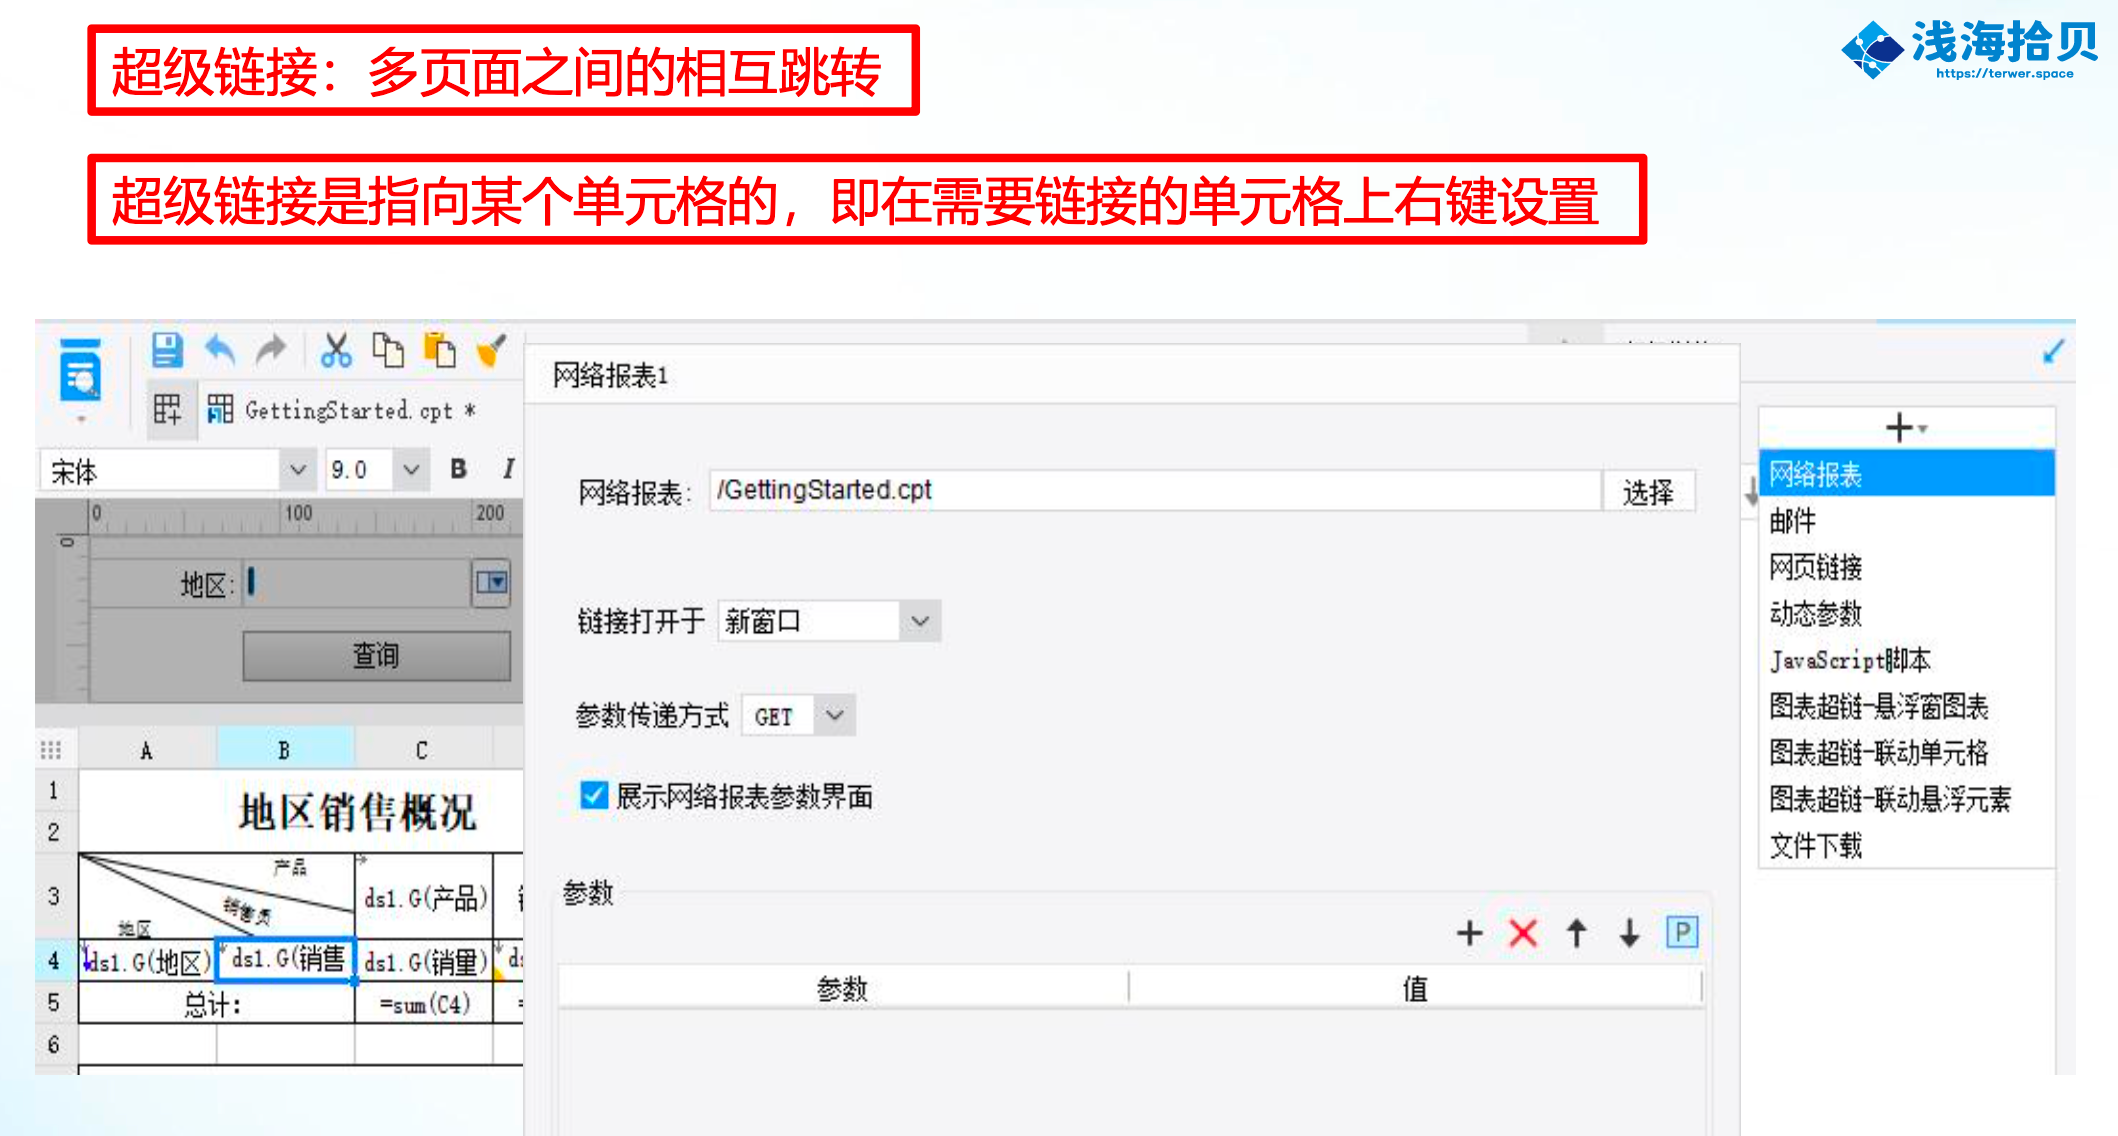 超级链接：多页面之间的相互跳转
浅海拾贝
https://terwer.space
超级链接是指向某个单元格的，即在需要链接的单元格上右键设置
GettingStarted.cpt *
宋体 9.0 B I
0 100 200
0
地区:
查询
A B C
1
2
地区销售概况
3
产品
销售员
地区
ds1.G(产品)
4 ds1.G(地区) ds1.G(销售 ds1.G(销量)
5 总计: =sum(C4)
6
网络报表1
网络报表: /GettingStarted.cpt 选择
链接打开于 新窗口
参数传递方式 GET
展示网络报表参数界面
参数
P
参数 值
网络报表
邮件
网页链接
动态参数
JavaScript脚本
图表超链-悬浮窗图表
图表超链-联动单元格
图表超链-联动悬浮元素
文件下载